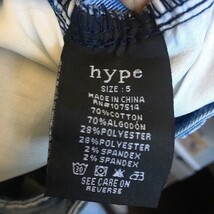 hype
SIZE: 5
MADE IN CHINA
RN#107514
70% COTTON
70% ALGODÓN
28% POLYESTER
28% POLYESTER
2% SPANDEX
2% SPANDEX
SEE CARE ON
REVERSE